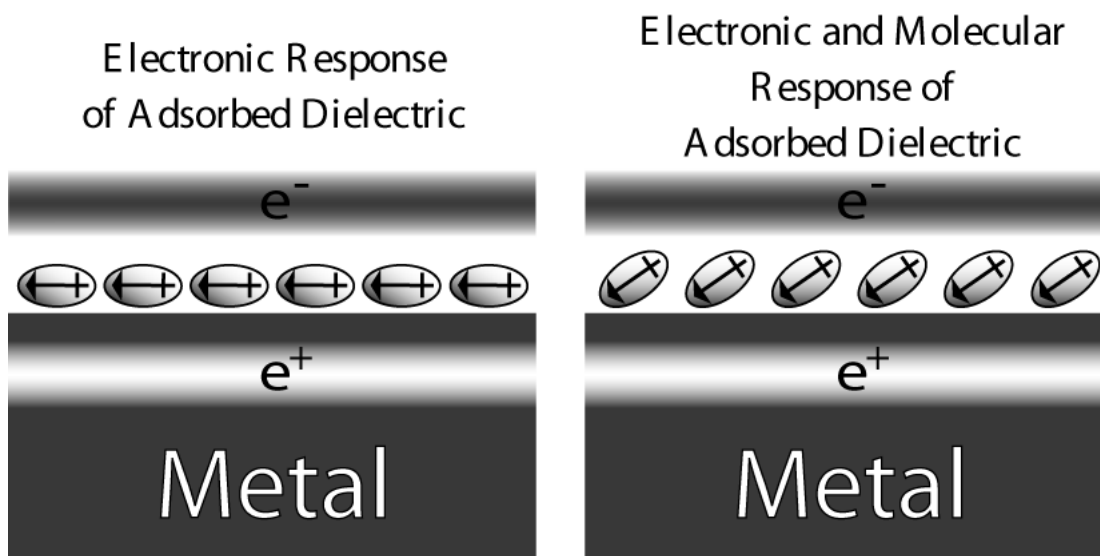 Electronic Response
of Adsorbed Dielectric
e⁻
e⁺
Metal
Electronic and Molecular
Response of
Adsorbed Dielectric
e⁻
e⁺
Metal